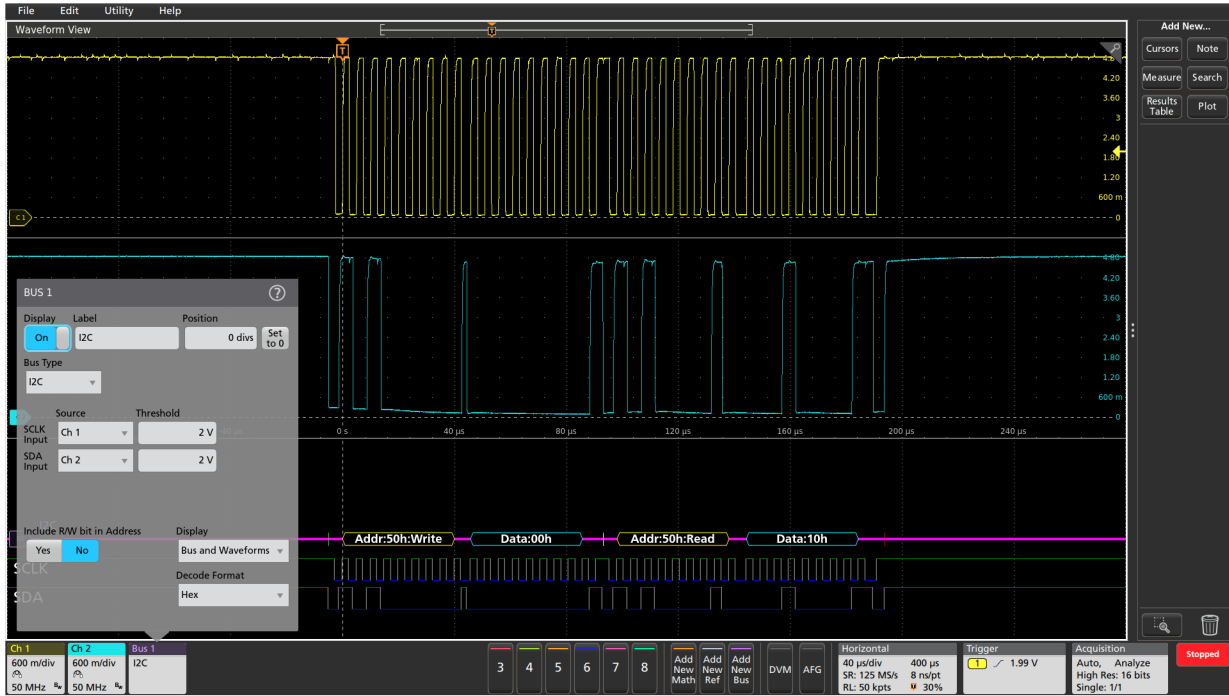 File Edit Utility Help
Waveform View
Add New...
Cursors Note
Measure Search
Results Table Plot
T
T
4.20
3.60
3
2.40
1.80
1.20
600 m
0
C1
4.80
4.20
3.60
3
2.40
1.80
1.20
600 m
0
0 s 40 µs 80 µs 120 µs 160 µs 200 µs 240 µs
BUS 1 ?
Display Label Position
On I2C 0 divs Set to 0
Bus Type
I2C
Source Threshold
SCLK Input Ch 1 2 V
SDA Input Ch 2 2 V
Include R/W bit in Address Display
Yes No Bus and Waveforms
Decode Format
Hex
I2C
SCLK
SDA
Addr:50h:Write Data:00h Addr:50h:Read Data:10h
Ch 1
600 m/div
50 MHz Bw
Ch 2
600 m/div
50 MHz Bw
Bus 1
I2C
3 4 5 6 7 8
Add New Math
Add New Ref
Add New Bus
DVM AFG
Horizontal
40 µs/div 400 µs
SR: 125 MS/s 8 ns/pt
RL: 50 kpts 30%
Trigger
1 1.99 V
Acquisition
Auto, Analyze
High Res: 16 bits
Single: 1/1
Stopped